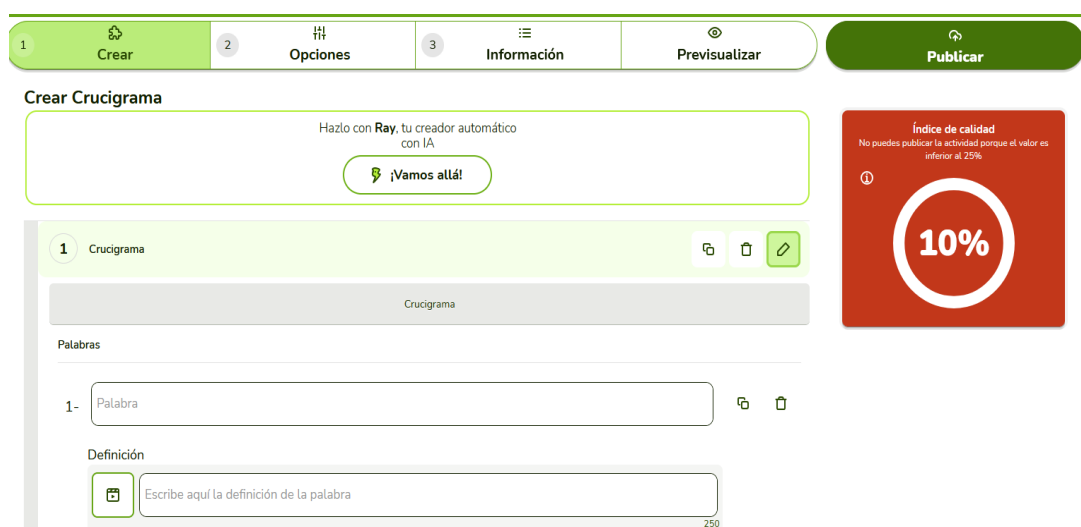 1
Crear
2
Opciones
3
Información
Previsualizar
Publicar
Crear Crucigrama
Hazlo con Ray, tu creador automático
con IA
¡Vamos allá!
Índice de calidad
No puedes publicar la actividad porque el valor es
inferior al 25%
10%
1 Crucigrama
Crucigrama
Palabras
1- Palabra
Definición
Escribe aquí la definición de la palabra
250